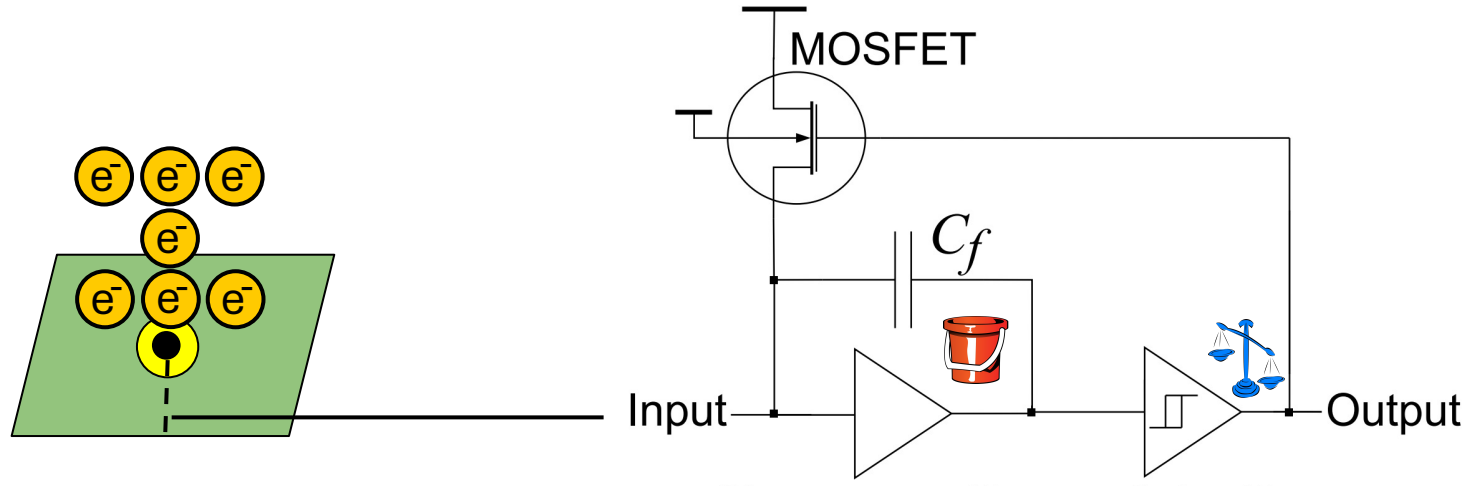 MOSFET
e⁻ e⁻ e⁻
e⁻
e⁻ e⁻ e⁻
C_f
Input
Output